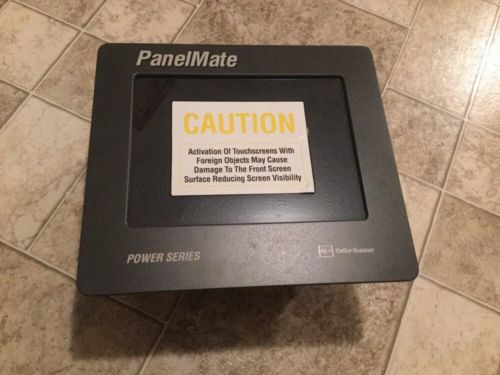 PanelMate
CAUTION
Activation Of Touchscreens With
Foreign Objects May Cause
Damage To The Front Screen
Surface Reducing Screen Visibility
POWER SERIES
Cutler-Hammer